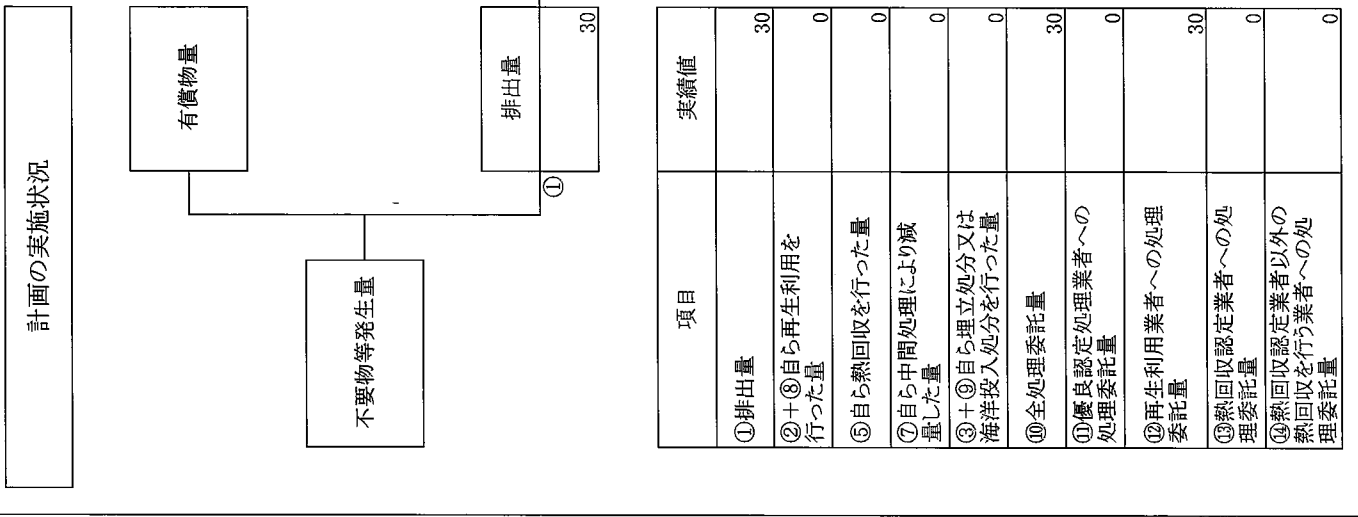 計画の実施状況
有償物量
不要物等発生量
排出量
①
30
項目
実績値
①排出量
30
②+⑧自ら再生利用を
行った量
0
⑤自ら熱回収を行った量
0
⑦自ら中間処理により減
量した量
0
③+⑨自ら埋立処分又は
海洋投入処分を行った量
0
⑩全処理委託量
30
⑪優良認定処理業者への
処理委託量
0
⑫再生利用業者への処理
委託量
30
⑬熱回収認定業者への処
理委託量
0
⑭熱回収認定業者以外の
熱回収を行う業者への処
理委託量
0